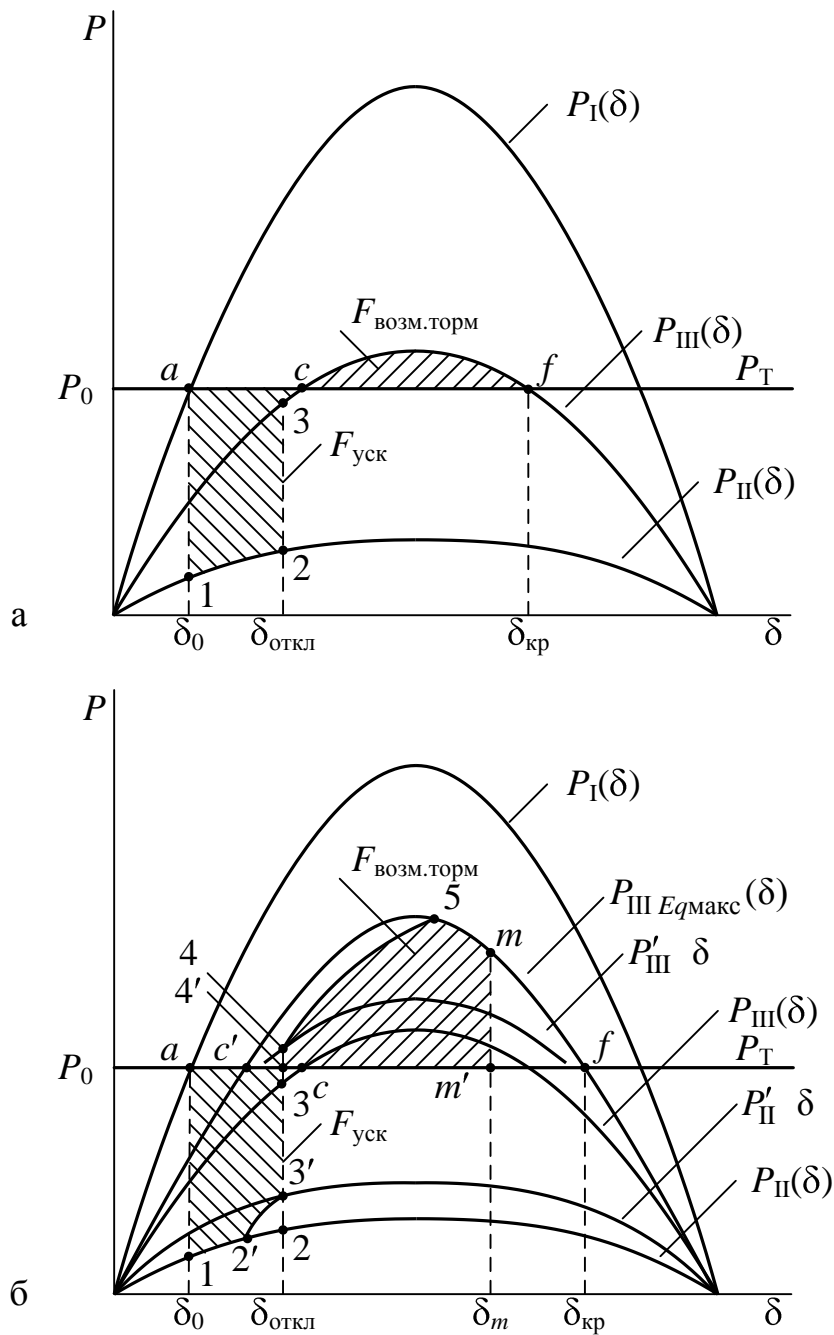 P
P_I(δ)
F_возм.торм
P_III(δ)
a c f P_T
P_0
3
F_уск
P_II(δ)
2
1
а
δ_0 δ_откл δ_кр δ
P
P_I(δ)
F_возм.торм
5
P_III Eqмакс(δ)
4 m
P′_III δ
4′
P_III(δ)
a c′ f P_T
P_0
3 c m′
P′_II δ
F_уск
3′
P_II(δ)
1 2′ 2
б
δ_0 δ_откл δ_m δ_кр δ